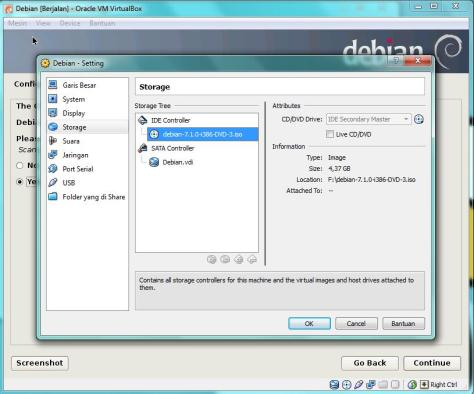 Debian [Berjalan] - Oracle VM VirtualBox
Mesin View Device Bantuan
debian
Debian - Setting
Garis Besar
System
Display
Storage
Suara
Jaringan
Port Serial
USB
Folder yang di Share
Storage
Storage Tree
IDE Controller
debian-7.1.0-i386-DVD-3.iso
SATA Controller
Debian.vdi
Attributes
CD/DVD Drive: IDE Secondary Master
Live CD/DVD
Information
Type: Image
Size: 4,37 GB
Location: F:\debian-7.1.0-i386-DVD-3.iso
Attached To: --
Contains all storage controllers for this machine and the virtual images and host drives attached to
them.
OK Cancel Bantuan
Config
The
Debi
Pleas
Scan
No
Yes
Screenshot Go Back Continue
Right Ctrl